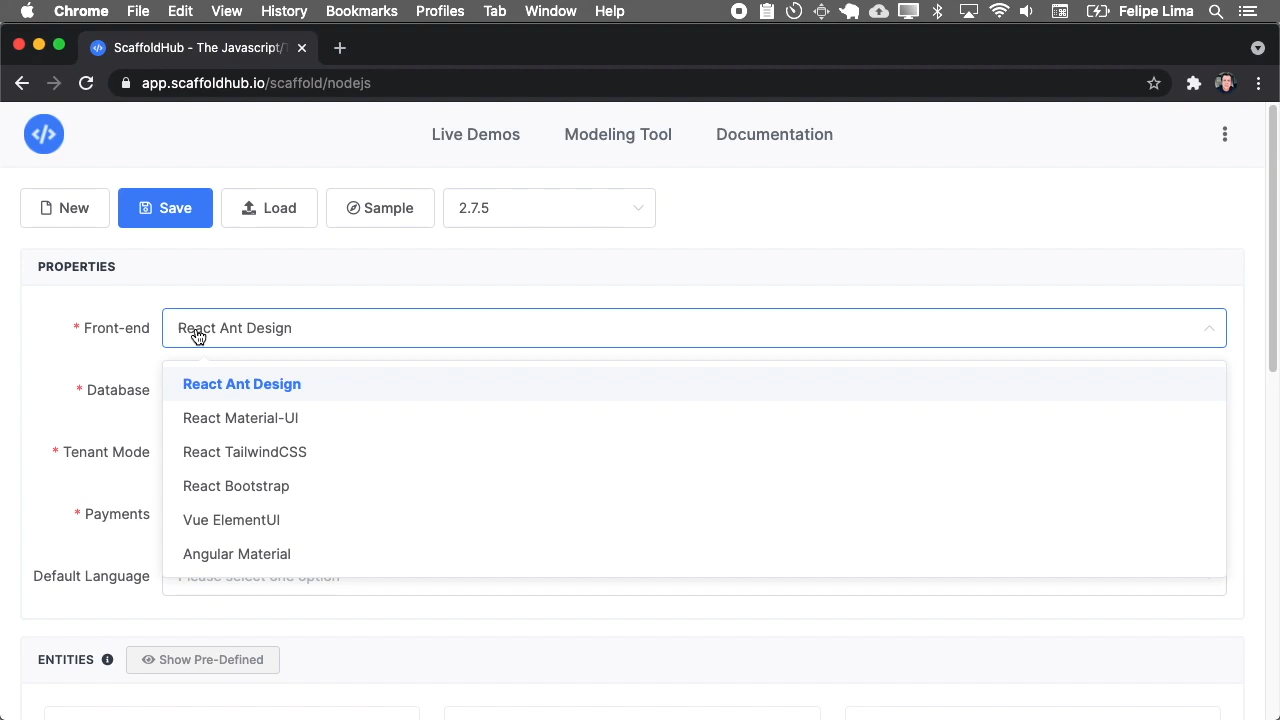 Chrome File Edit View History Bookmarks Profiles Tab Window Help Felipe Lima
ScaffoldHub - The Javascript/T
app.scaffoldhub.io/scaffold/nodejs
</> Live Demos Modeling Tool Documentation
New Save Load Sample 2.7.5
PROPERTIES
* Front-end React Ant Design
React Ant Design
* Database
React Material-UI
* Tenant Mode React TailwindCSS
React Bootstrap
* Payments Vue ElementUI
Angular Material
Default Language Please select one option
ENTITIES Show Pre-Defined